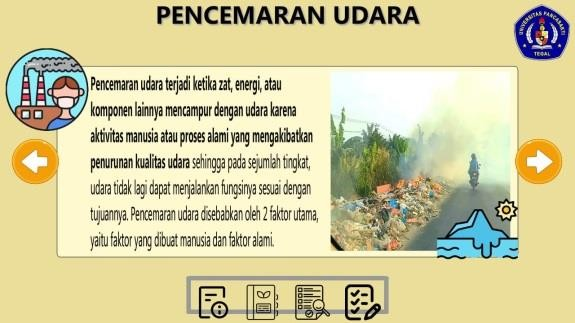 PENCEMARAN UDARA
UNIVERSITAS PANCASAKTI
TEGAL
Pencemaran udara terjadi ketika zat, energi, atau
komponen lainnya mencampur dengan udara karena
aktivitas manusia atau proses alami yang mengakibatkan
penurunan kualitas udara sehingga pada sejumlah tingkat,
udara tidak lagi dapat menjalankan fungsinya sesuai dengan
tujuannya. Pencemaran udara disebabkan oleh 2 faktor utama,
yaitu faktor yang dibuat manusia dan faktor alami.